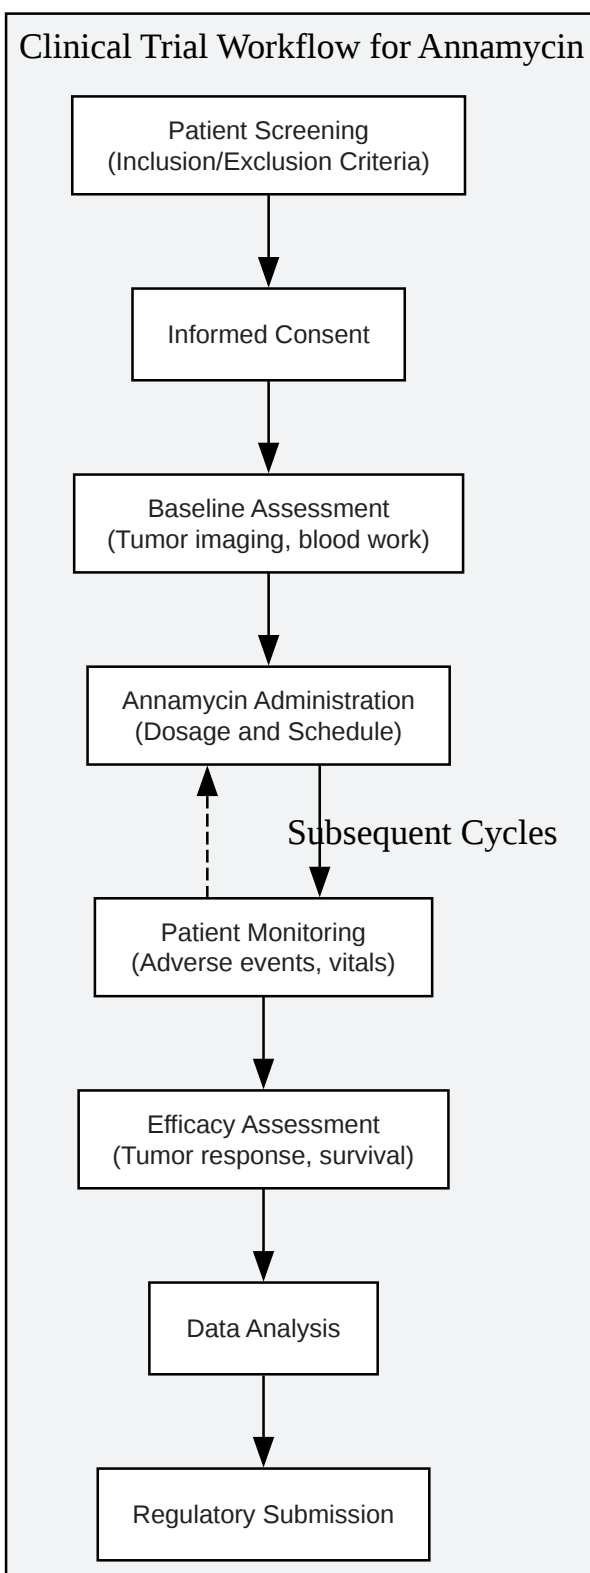 Clinical Trial Workflow for Annamycin
Patient Screening
(Inclusion/Exclusion Criteria)
Informed Consent
Baseline Assessment
(Tumor imaging, blood work)
Annamycin Administration
(Dosage and Schedule)
Subsequent Cycles
Patient Monitoring
(Adverse events, vitals)
Efficacy Assessment
(Tumor response, survival)
Data Analysis
Regulatory Submission